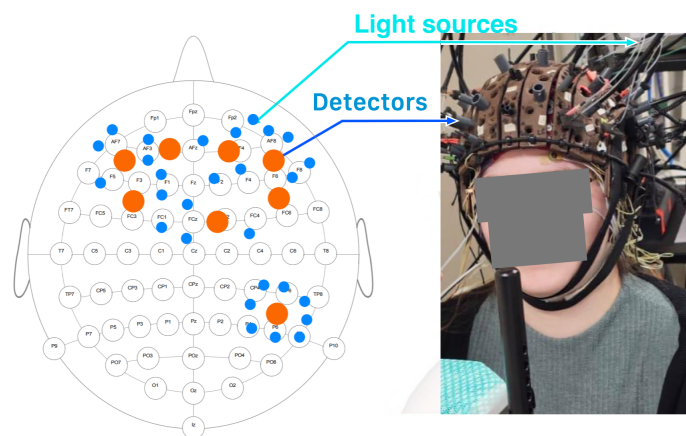 Light sources
Detectors
Fpz
Fp1
Fp2
AF7
AF3
AFz
F4
AF8
F7
F5
F3
F1
Fz
F2
F4
F6
F8
FT7
FC5
FC3
FC1
FCz
FC4
FC6
FC8
T7
C5
C3
C1
Cz
C2
C4
C6
T8
TP7
CP5
CP3
CP1
CPz
CP2
CP4
TP8
P9
P7
P5
P3
P1
Pz
P2
P6
P10
PO7
PO3
POz
PO4
PO8
O1
Oz
O2
Iz